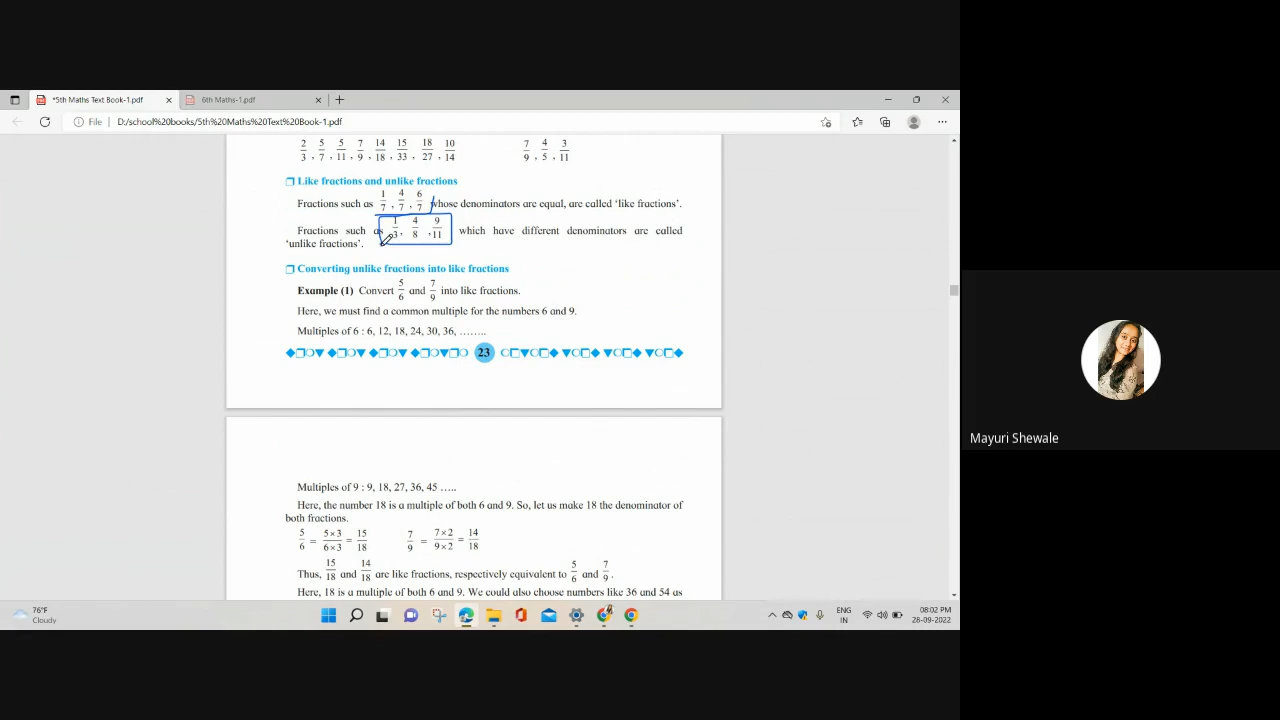 *5th Maths Text Book-1.pdf
6th Maths-1.pdf
File | D:/school%20books/5th%20Maths%20Text%20Book-1.pdf
2/3 , 5/7 , 5/11 , 7/9 , 14/18 , 15/33 , 18/27 , 10/14    7/9 , 4/5 , 3/11
Like fractions and unlike fractions
Fractions such as 1/7 , 4/7 , 6/7 whose denominators are equal, are called 'like fractions'.
Fractions such as 1/3 , 4/8 , 9/11 which have different denominators are called
'unlike fractions'.
Converting unlike fractions into like fractions
Example (1) Convert 5/6 and 7/9 into like fractions.
Here, we must find a common multiple for the numbers 6 and 9.
Multiples of 6 : 6, 12, 18, 24, 30, 36, ........
23
Multiples of 9 : 9, 18, 27, 36, 45 .....
Here, the number 18 is a multiple of both 6 and 9. So, let us make 18 the denominator of
both fractions.
5/6 = 5×3/6×3 = 15/18    7/9 = 7×2/9×2 = 14/18
Thus, 15/18 and 14/18 are like fractions, respectively equivalent to 5/6 and 7/9 .
Here, 18 is a multiple of both 6 and 9. We could also choose numbers like 36 and 54 as
Mayuri Shewale
76°F
Cloudy
ENG
IN
08:02 PM
28-09-2022